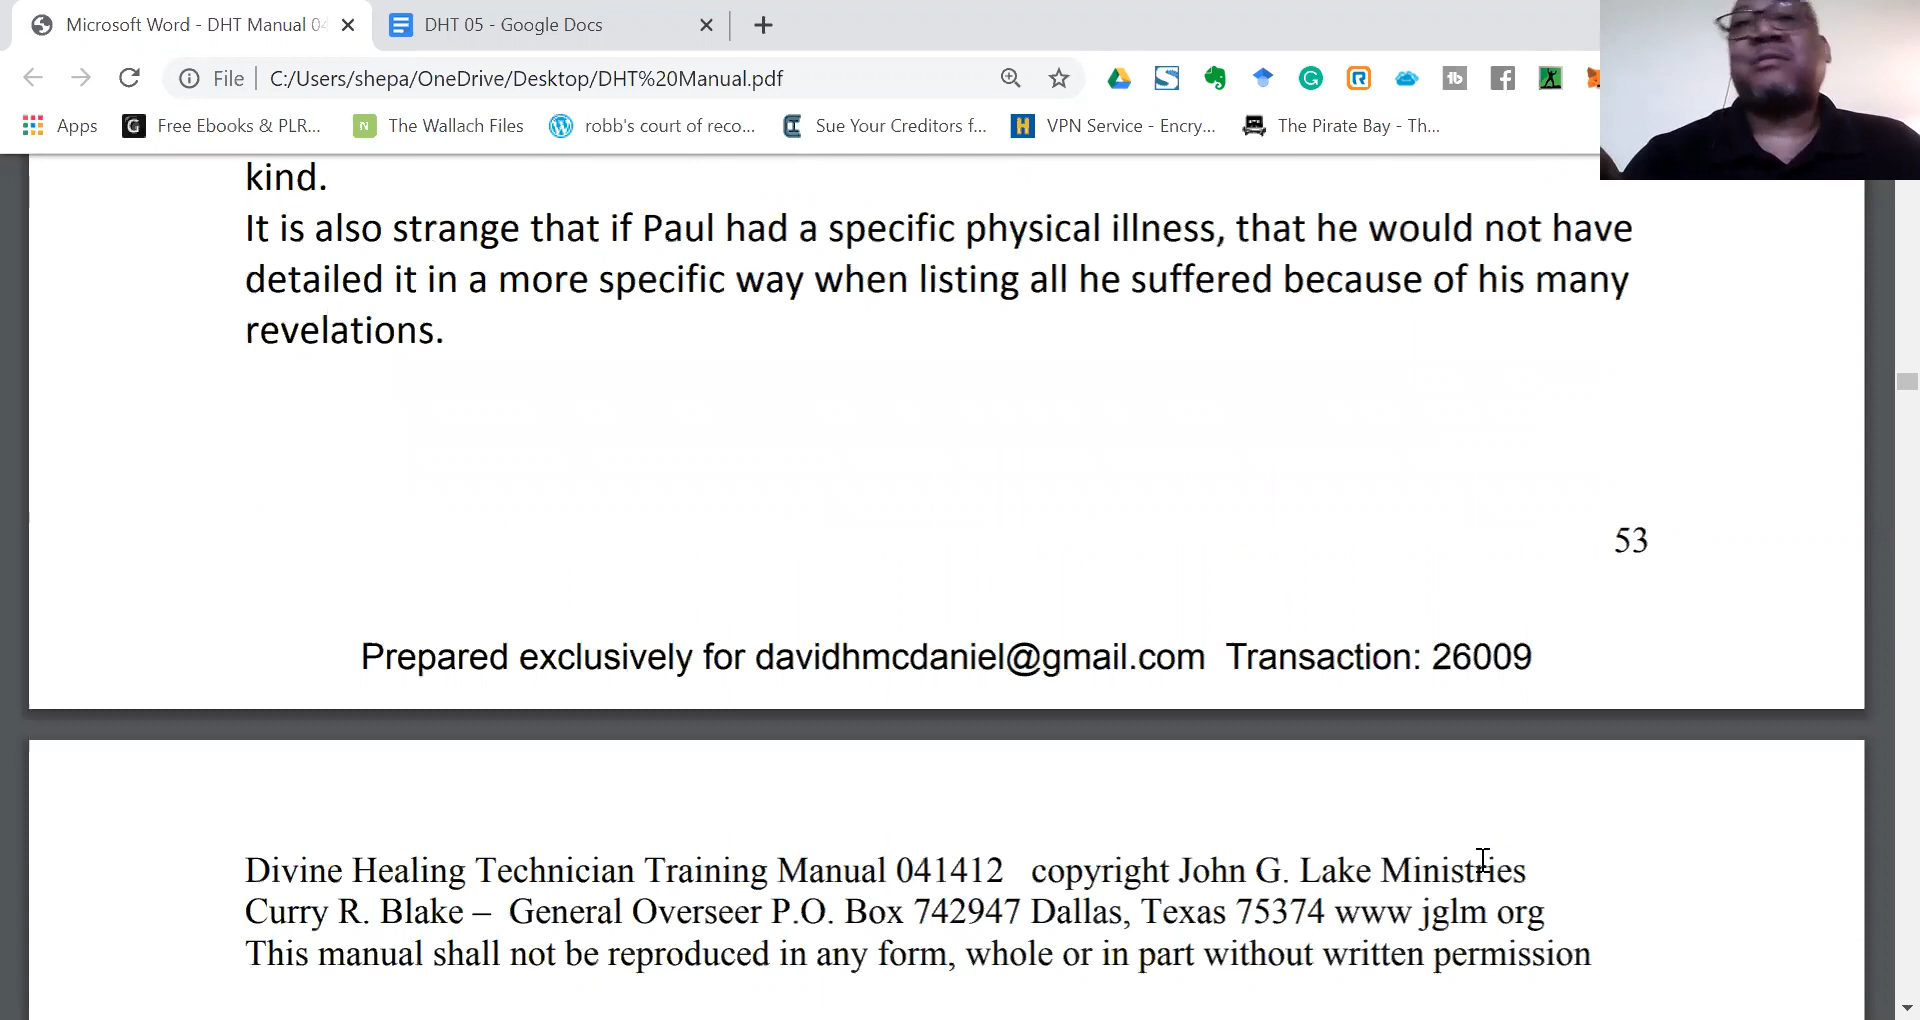 Microsoft Word - DHT Manual 04
DHT 05 - Google Docs
File
C:/Users/shepa/OneDrive/Desktop/DHT%20Manual.pdf
Apps
Free Ebooks & PLR...
The Wallach Files
robb's court of reco...
Sue Your Creditors f...
VPN Service - Encry...
The Pirate Bay - Th...
kind.
It is also strange that if Paul had a specific physical illness, that he would not have
detailed it in a more specific way when listing all he suffered because of his many
revelations.
53
Prepared exclusively for davidhmcdaniel@gmail.com Transaction: 26009
Divine Healing Technician Training Manual 041412 copyright John G. Lake Ministries
Curry R. Blake – General Overseer P.O. Box 742947 Dallas, Texas 75374 www jglm org
This manual shall not be reproduced in any form, whole or in part without written permission